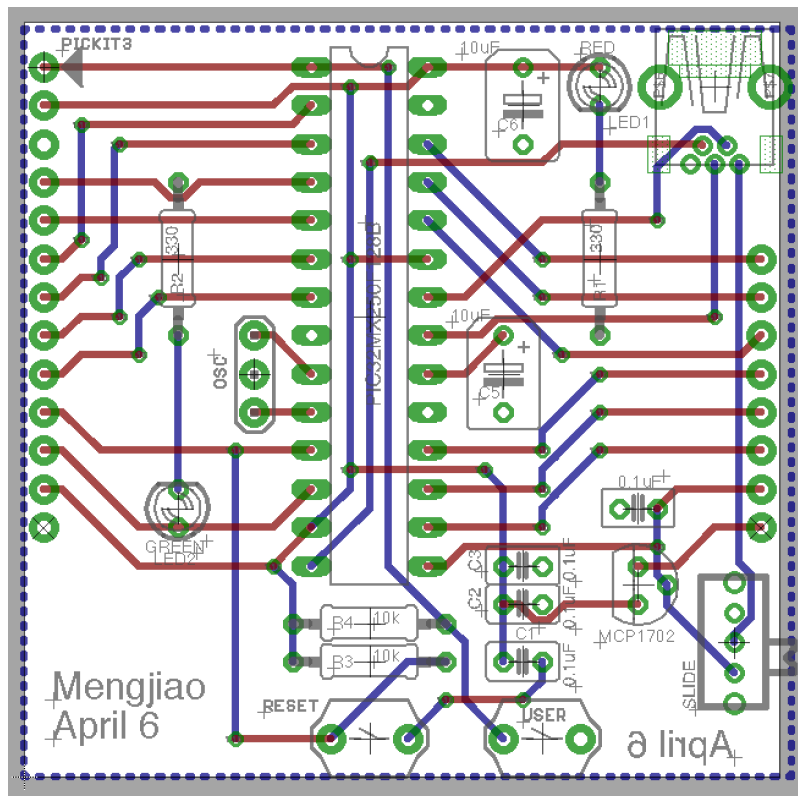 PICKIT3
10uF
RED
C6
LED1
330
R2
330
R1
PIC32MX250F128B
10uF
OSC
C5
0.1uF
GREEN
LED2
C3
0.1uF
C2
0.1uF
MCP1702
R4
10k
C1
R3
10k
0.1uF
SLIDE
Mengjiao
April 6
RESET
USER
April 6